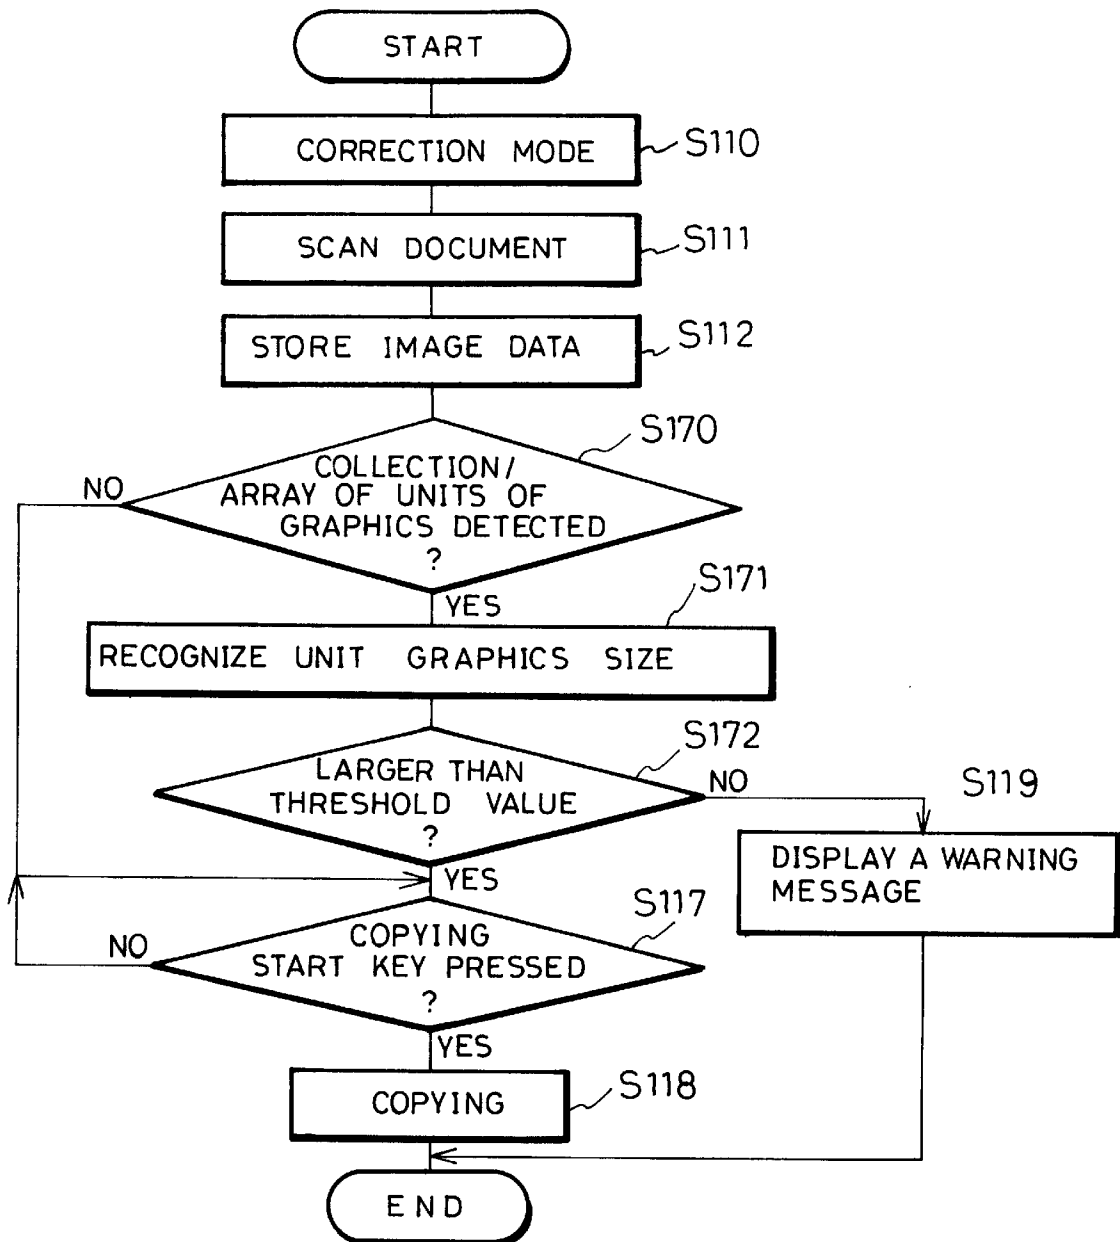 START
CORRECTION MODE
S110
SCAN DOCUMENT
S111
STORE IMAGE DATA
S112
S170
COLLECTION/
ARRAY OF UNITS OF
GRAPHICS DETECTED
?
NO
YES
S171
RECOGNIZE UNIT GRAPHICS SIZE
S172
LARGER THAN
THRESHOLD VALUE
?
NO
YES
S119
DISPLAY A WARNING
MESSAGE
S117
COPYING
START KEY PRESSED
?
NO
YES
COPYING
S118
END